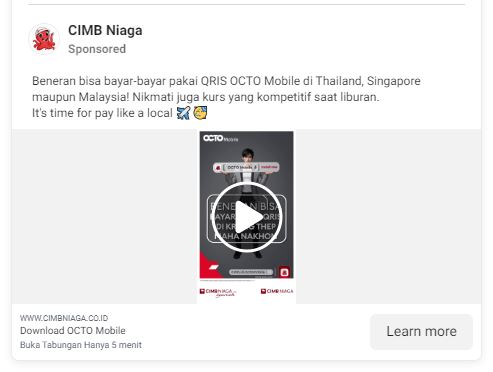 CIMB Niaga
Sponsored
Beneran bisa bayar-bayar pakai QRIS OCTO Mobile di Thailand, Singapore
maupun Malaysia! Nikmati juga kurs yang kompetitif saat liburan.
It's time for pay like a local ✈️🥳
OCTO Mobile
OCTO Mobile
BENERAN BISA
BAYAR QRIS
DI KRUNG THEP
MAHA NAKHON
CIMB NIAGA CIMB NIAGA
WWW.CIMBNIAGA.CO.ID
Download OCTO Mobile
Buka Tabungan Hanya 5 menit
Learn more